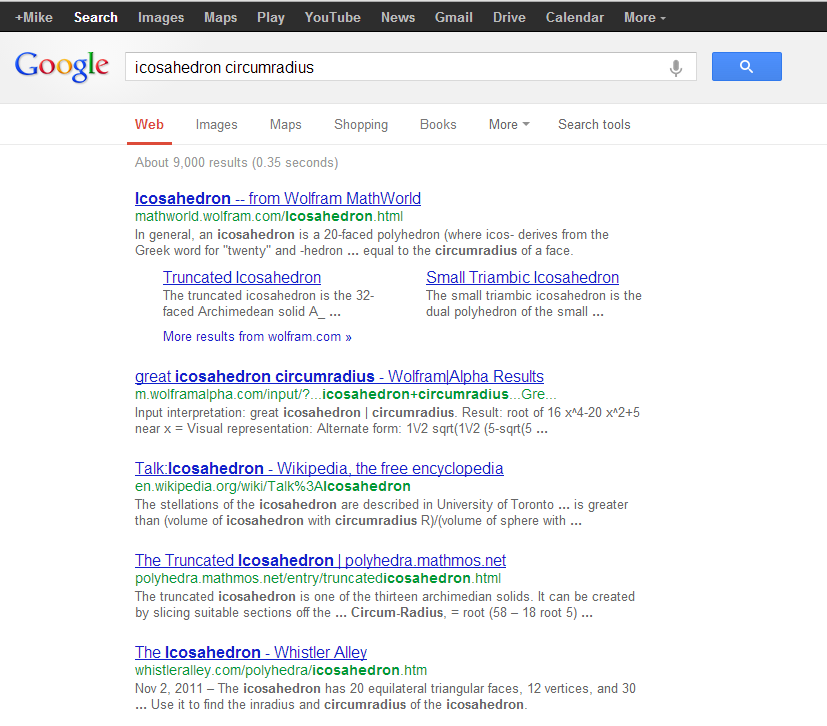 +Mike Search Images Maps Play YouTube News Gmail Drive Calendar More
Google icosahedron circumradius
Web Images Maps Shopping Books More Search tools
About 9,000 results (0.35 seconds)
Icosahedron -- from Wolfram MathWorld
mathworld.wolfram.com/Icosahedron.html
In general, an icosahedron is a 20-faced polyhedron (where icos- derives from the
Greek word for "twenty" and -hedron ... equal to the circumradius of a face.
Truncated Icosahedron
The truncated icosahedron is the 32-
faced Archimedean solid A_ ...
Small Triambic Icosahedron
The small triambic icosahedron is the
dual polyhedron of the small ...
More results from wolfram.com »
great icosahedron circumradius - Wolfram|Alpha Results
m.wolframalpha.com/input/?...icosahedron+circumradius...Gre...
Input interpretation: great icosahedron | circumradius. Result: root of 16 x^4-20 x^2+5
near x = Visual representation: Alternate form: 1\/2 sqrt(1\/2 (5-sqrt(5 ...
Talk:Icosahedron - Wikipedia, the free encyclopedia
en.wikipedia.org/wiki/Talk%3AIcosahedron
The stellations of the icosahedron are described in University of Toronto ... is greater
than (volume of icosahedron with circumradius R)/(volume of sphere with ...
The Truncated Icosahedron | polyhedra.mathmos.net
polyhedra.mathmos.net/entry/truncatedicosahedron.html
The truncated icosahedron is one of the thirteen archimedian solids. It can be created
by slicing suitable sections off the ... Circum-Radius, = root (58 – 18 root 5) ...
The Icosahedron - Whistler Alley
whistleralley.com/polyhedra/icosahedron.htm
Nov 2, 2011 – The icosahedron has 20 equilateral triangular faces, 12 vertices, and 30
... Use it to find the inradius and circumradius of the icosahedron.